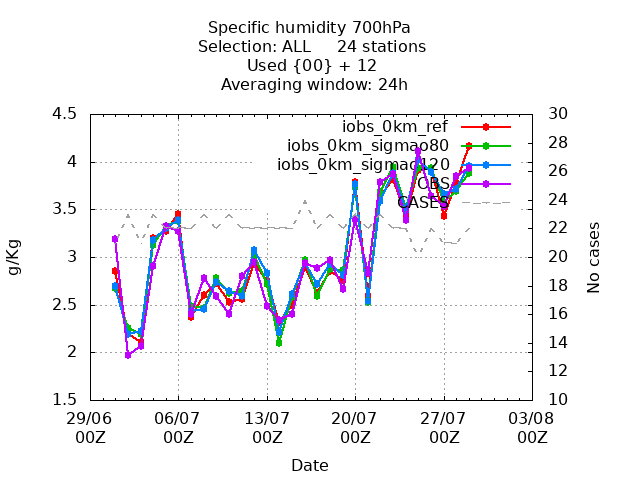 Specific humidity 700hPa
Selection: ALL 24 stations
Used {00} + 12
Averaging window: 24h
iobs_0km_ref
iobs_0km_sigmao80
iobs_0km_sigmao120
OBS
CASES
4.5
4
3.5
3
2.5
2
1.5
g/Kg
30
28
26
24
22
20
18
16
14
12
10
No cases
29/06 06/07 13/07 20/07 27/07 03/08
00Z 00Z 00Z 00Z 00Z 00Z
Date